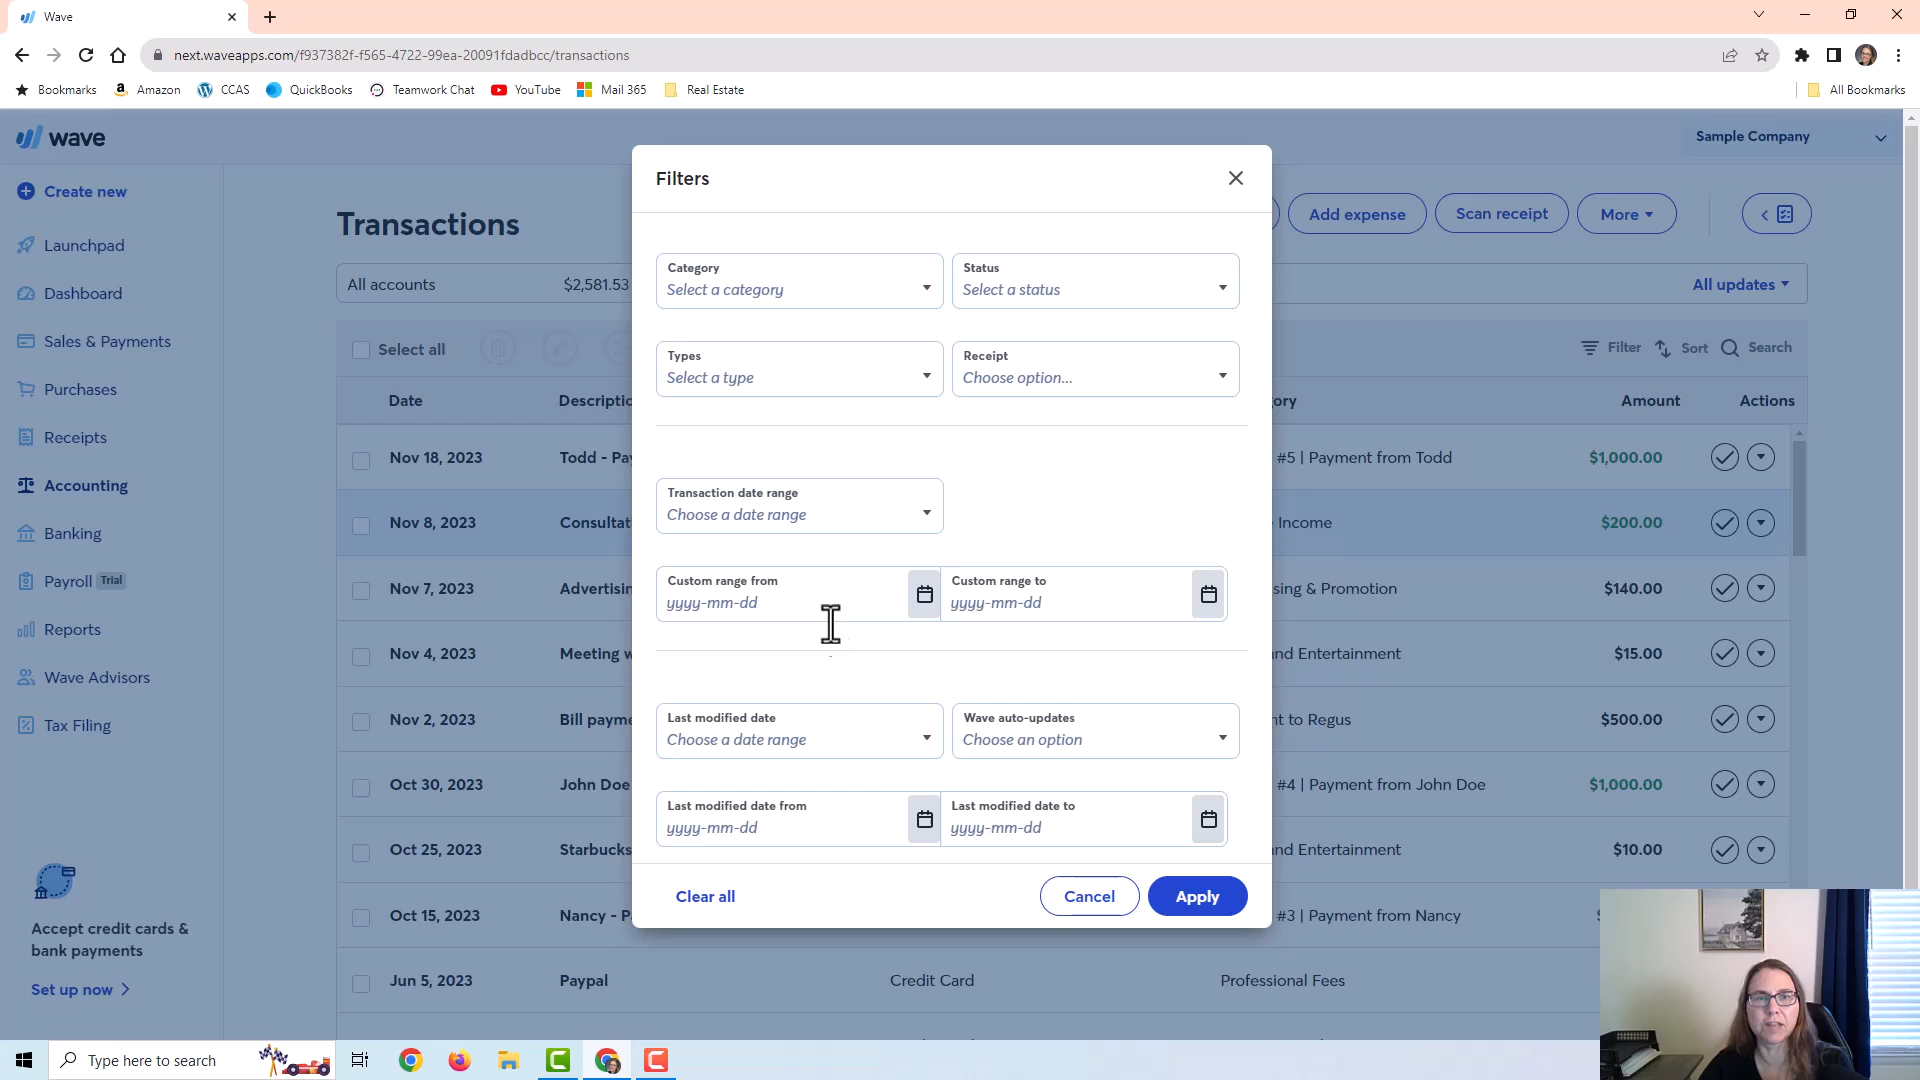 Wave
next.waveapps.com/f937382f-f565-4722-99ea-20091fdadbcc/transactions
Bookmarks
Amazon
CCAS
QuickBooks
Teamwork Chat
YouTube
Mail 365
Real Estate
All Bookmarks
wave
Sample Company
Create new
Launchpad
Dashboard
Sales & Payments
Purchases
Receipts
Accounting
Banking
Payroll Trial
Reports
Wave Advisors
Tax Filing
Accept credit cards &
bank payments
Set up now
Transactions
Add expense
Scan receipt
More
All accounts $2,581.53
All updates
Select all
Filter
Sort
Search
Date Descriptio ory Amount Actions
Nov 18, 2023 Todd - Pa #5 | Payment from Todd $1,000.00
Nov 8, 2023 Consultat Income $200.00
Nov 7, 2023 Advertisin sing & Promotion $140.00
Nov 4, 2023 Meeting w nd Entertainment $15.00
Nov 2, 2023 Bill payme t to Regus $500.00
Oct 30, 2023 John Doe #4 | Payment from John Doe $1,000.00
Oct 25, 2023 Starbucks nd Entertainment $10.00
Oct 15, 2023 Nancy - P #3 | Payment from Nancy
Jun 5, 2023 Paypal Credit Card Professional Fees
Filters
Category
Select a category
Status
Select a status
Types
Select a type
Receipt
Choose option...
Transaction date range
Choose a date range
Custom range from
yyyy-mm-dd
Custom range to
yyyy-mm-dd
Last modified date
Choose a date range
Wave auto-updates
Choose an option
Last modified date from
yyyy-mm-dd
Last modified date to
yyyy-mm-dd
Clear all
Cancel
Apply
Type here to search